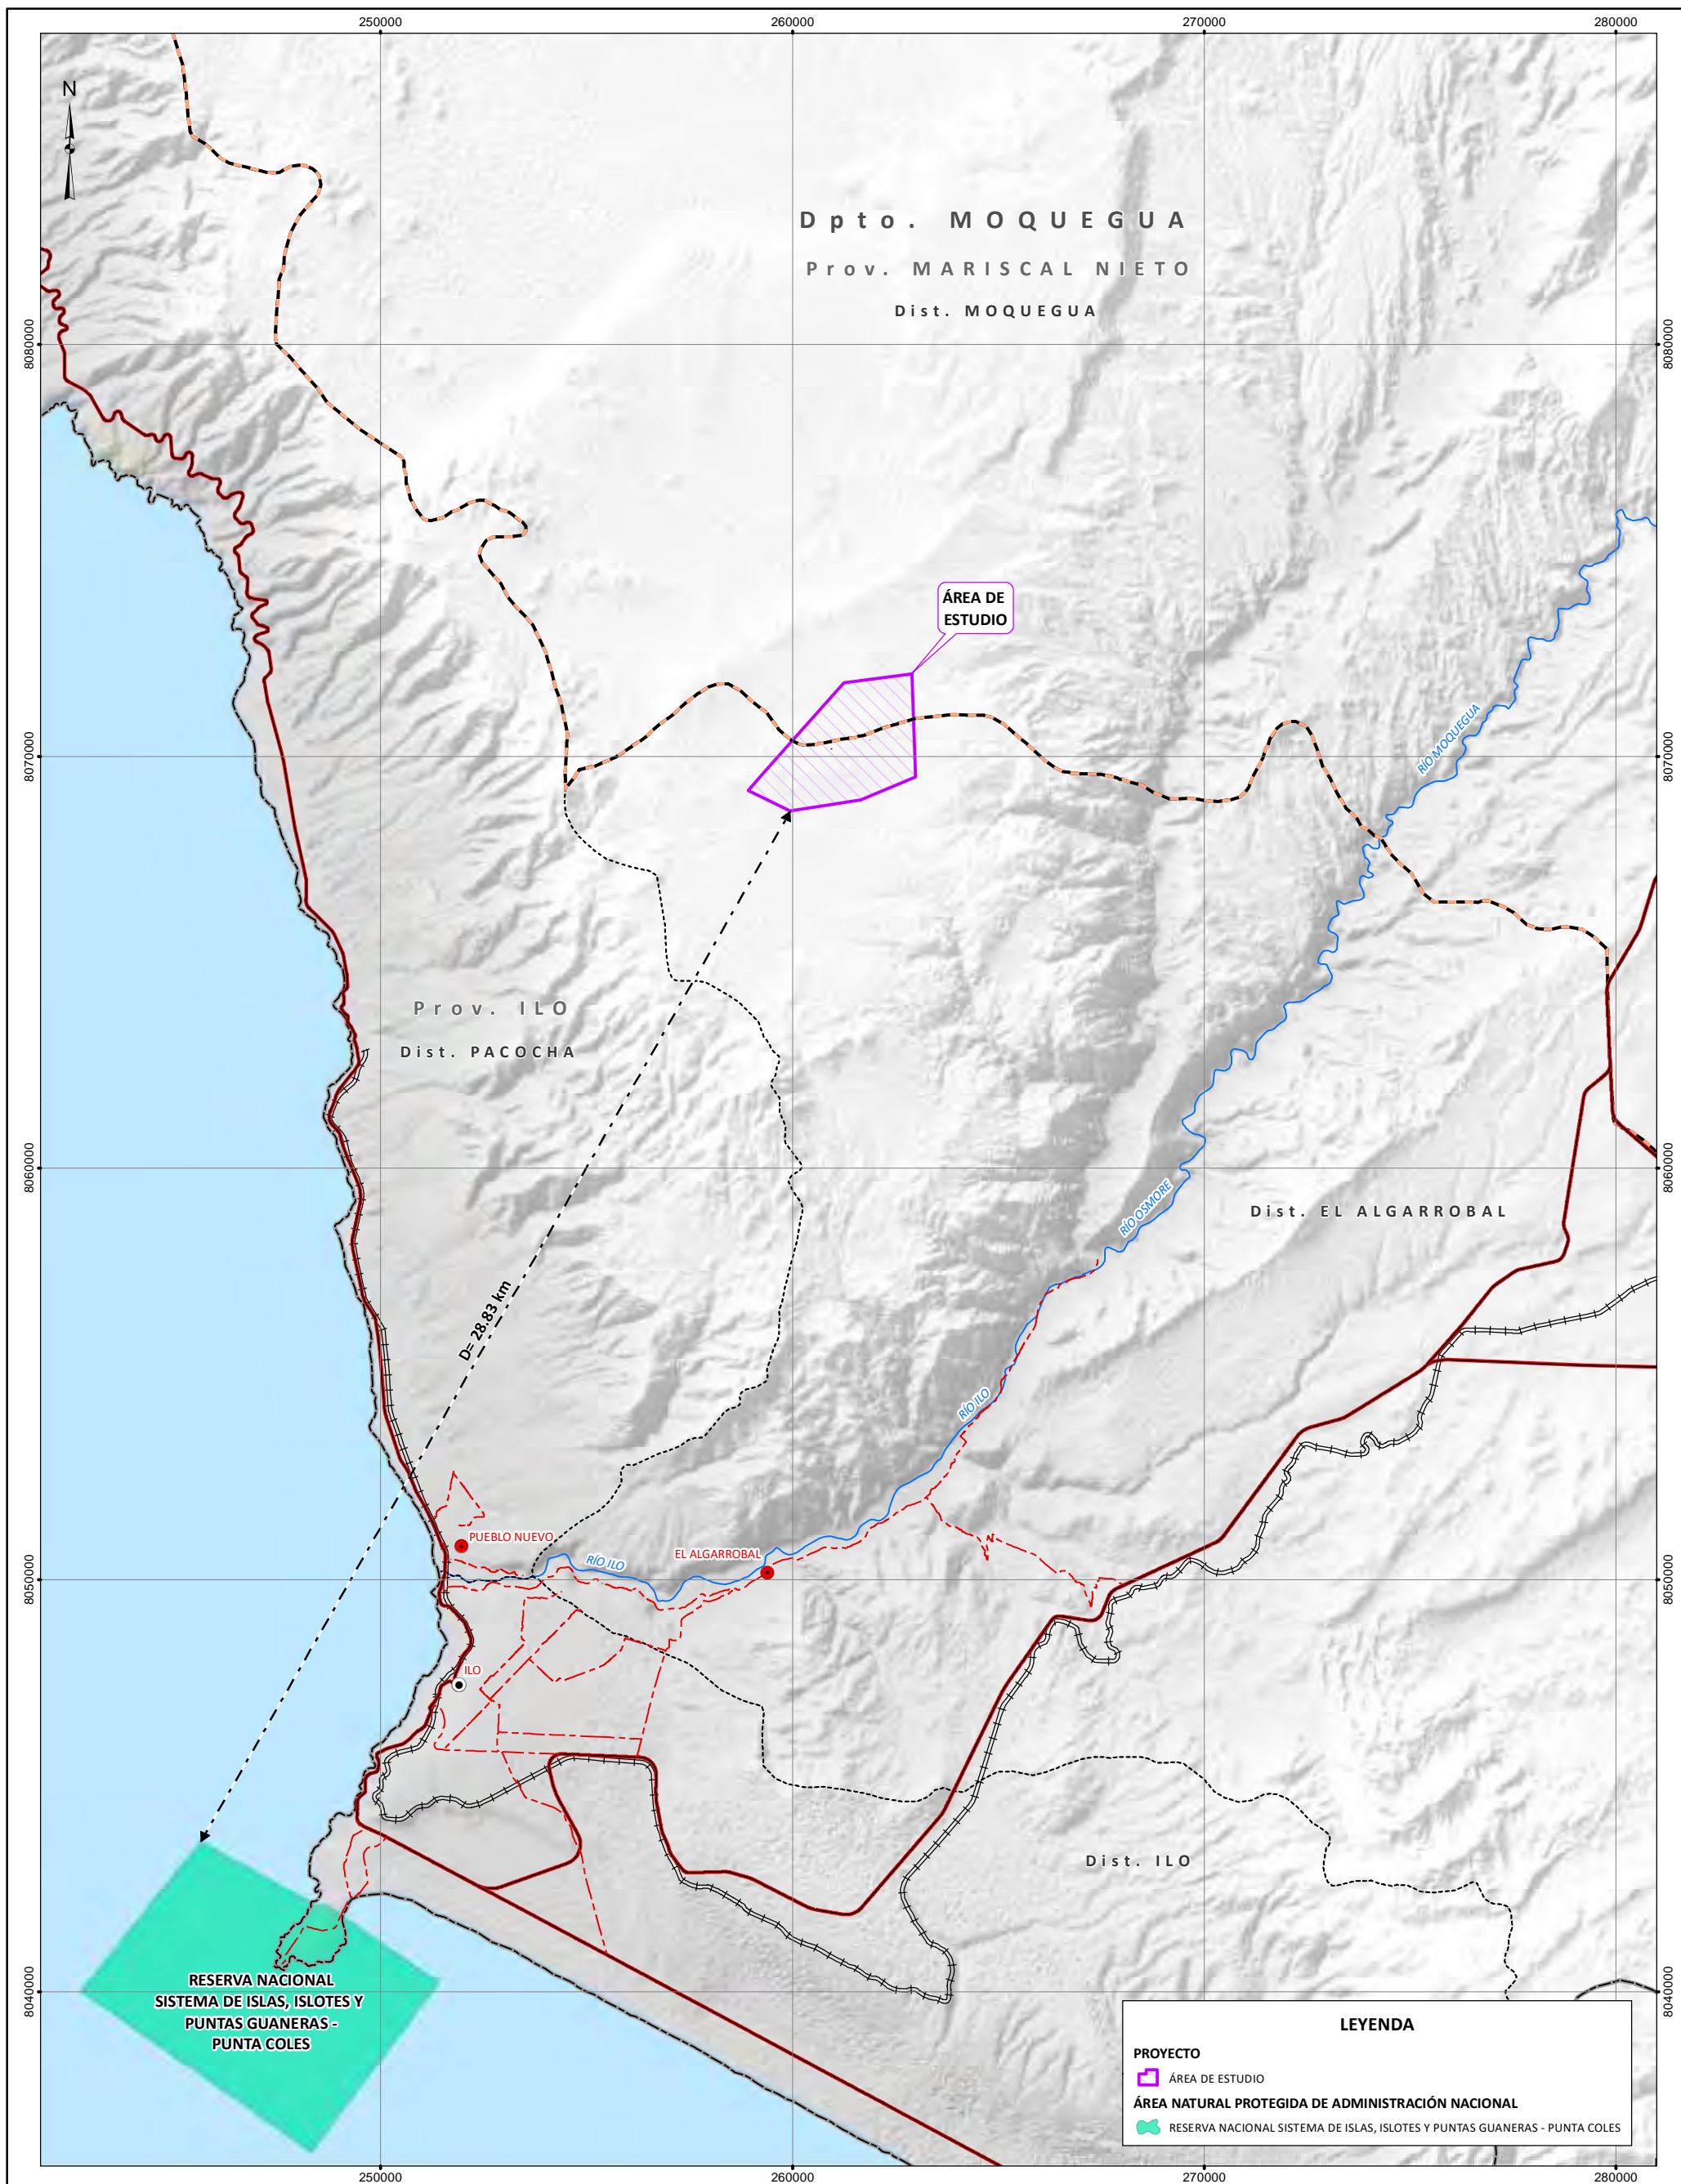 250000
260000
270000
280000
N
Dpto. MOQUEGUA
Prov. MARISCAL NIETO
Dist. MOQUEGUA
8080000
8080000
ÁREA DE
ESTUDIO
RÍO MOQUEGUA
8070000
8070000
Prov. ILO
Dist. PACOCHA
8060000
8060000
RÍO OSMORE
Dist. EL ALGARROBAL
D= 28.83 km
RÍO ILO
PUEBLO NUEVO
EL ALGARROBAL
RÍO ILO
8050000
8050000
ILO
Dist. ILO
RESERVA NACIONAL
SISTEMA DE ISLAS, ISLOTES Y
PUNTAS GUANERAS -
PUNTA COLES
8040000
8040000
LEYENDA
PROYECTO
ÁREA DE ESTUDIO
ÁREA NATURAL PROTEGIDA DE ADMINISTRACIÓN NACIONAL
RESERVA NACIONAL SISTEMA DE ISLAS, ISLOTES Y PUNTAS GUANERAS - PUNTA COLES
250000
260000
270000
280000